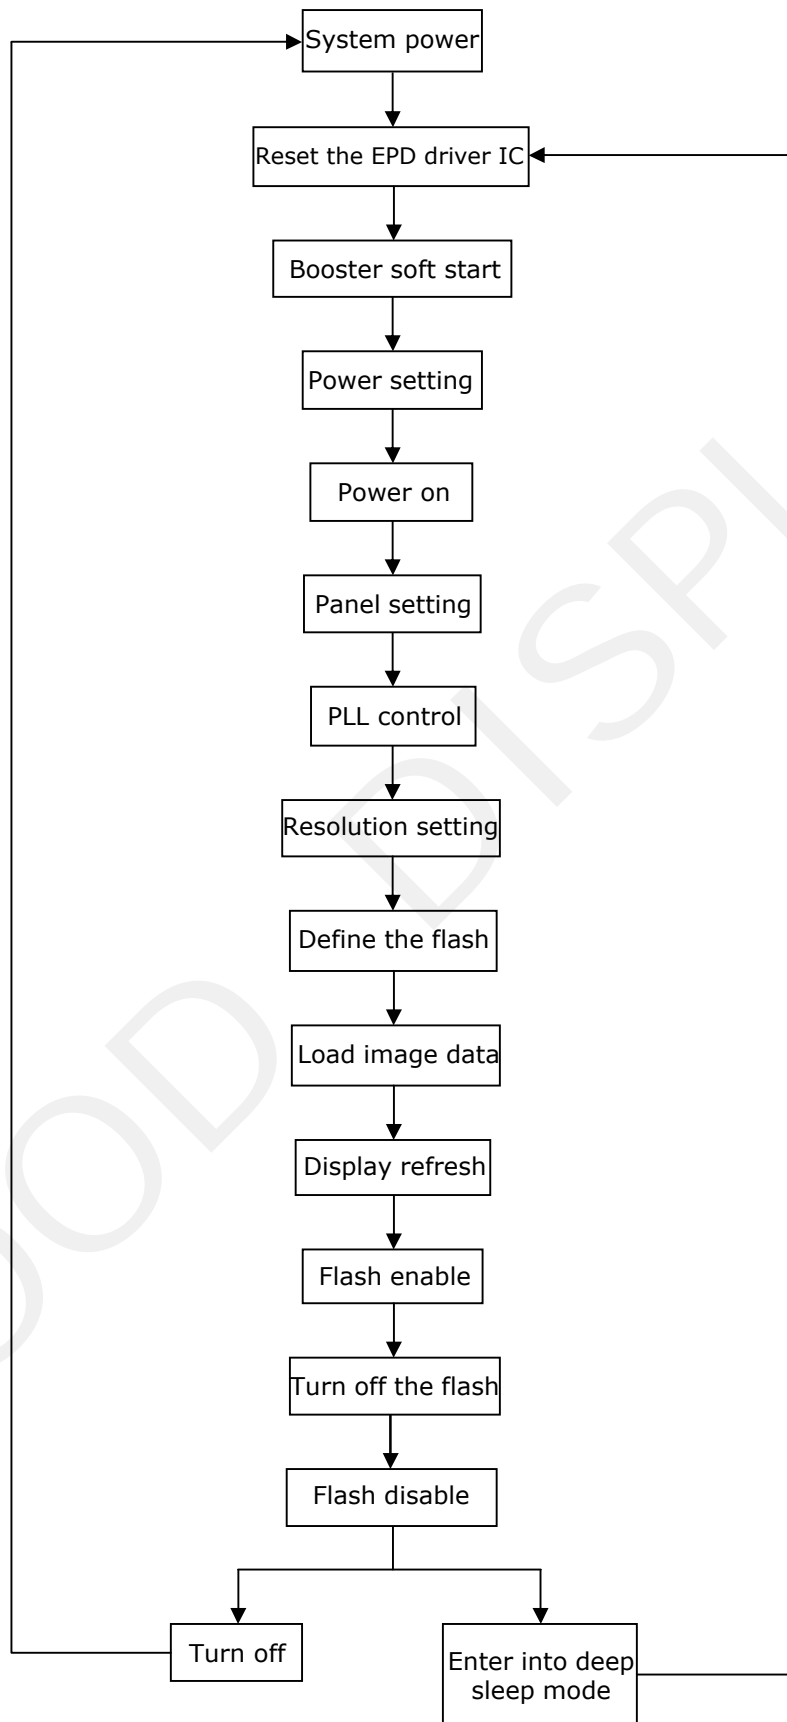 System power
Reset the EPD driver IC
Booster soft start
Power setting
Power on
Panel setting
PLL control
Resolution setting
Define the flash
Load image data
Display refresh
Flash enable
Turn off the flash
Flash disable
Turn off
Enter into deep
sleep mode